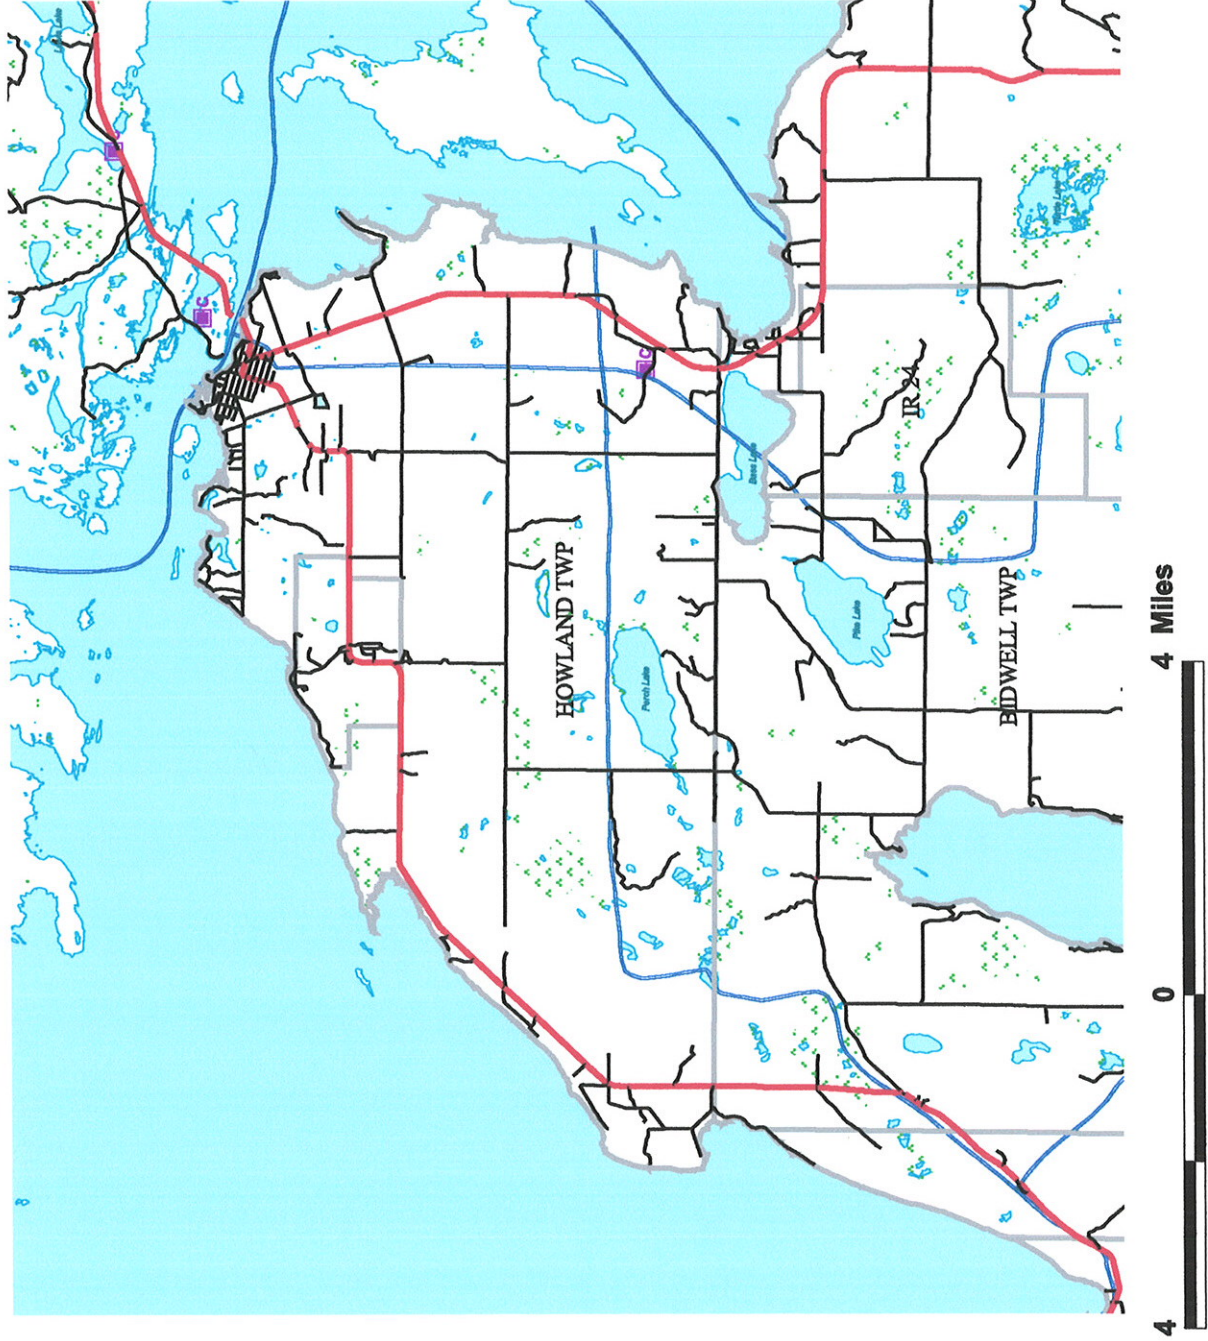 C
HOWLAND TWP
Bass Lake
IR 24
Perch Lake
Pike Lake
BIDWELL TWP
C
4
0
4 Miles